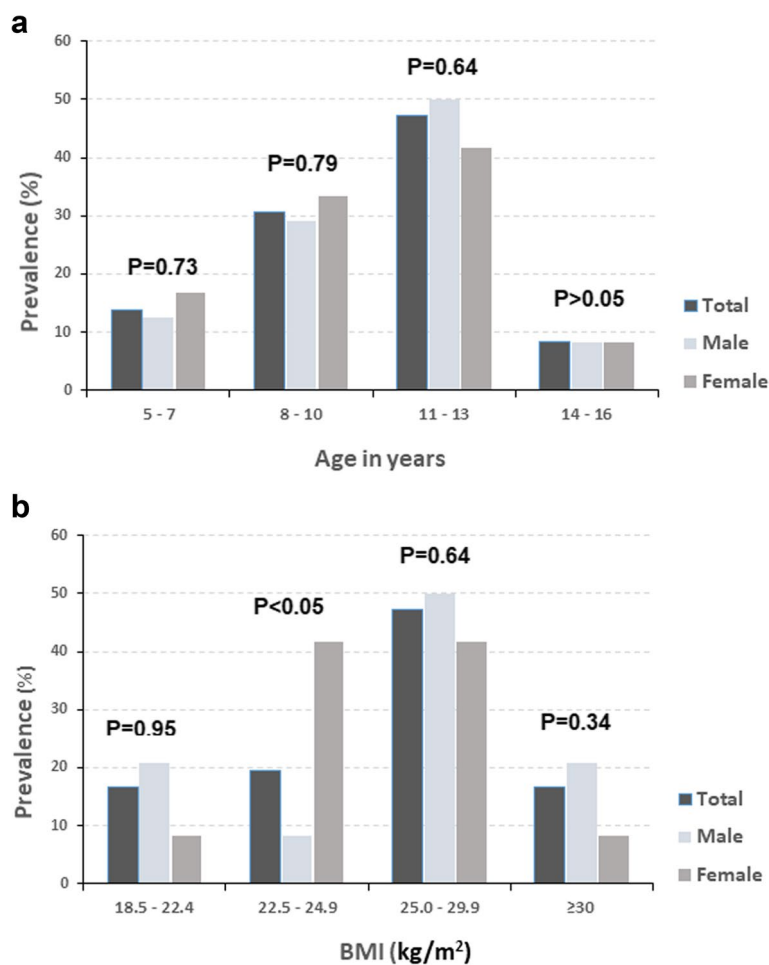 a
60
50
40
30
20
10
0
Prevalence (%)
P=0.73
P=0.79
P=0.64
P>0.05
5 - 7
8 - 10
11 - 13
14 - 16
Age in years
Total
Male
Female
b
60
50
40
30
20
10
0
Prevalence (%)
P=0.95
P<0.05
P=0.64
P=0.34
18.5 - 22.4
22.5 - 24.9
25.0 - 29.9
≥30
BMI (kg/m²)
Total
Male
Female